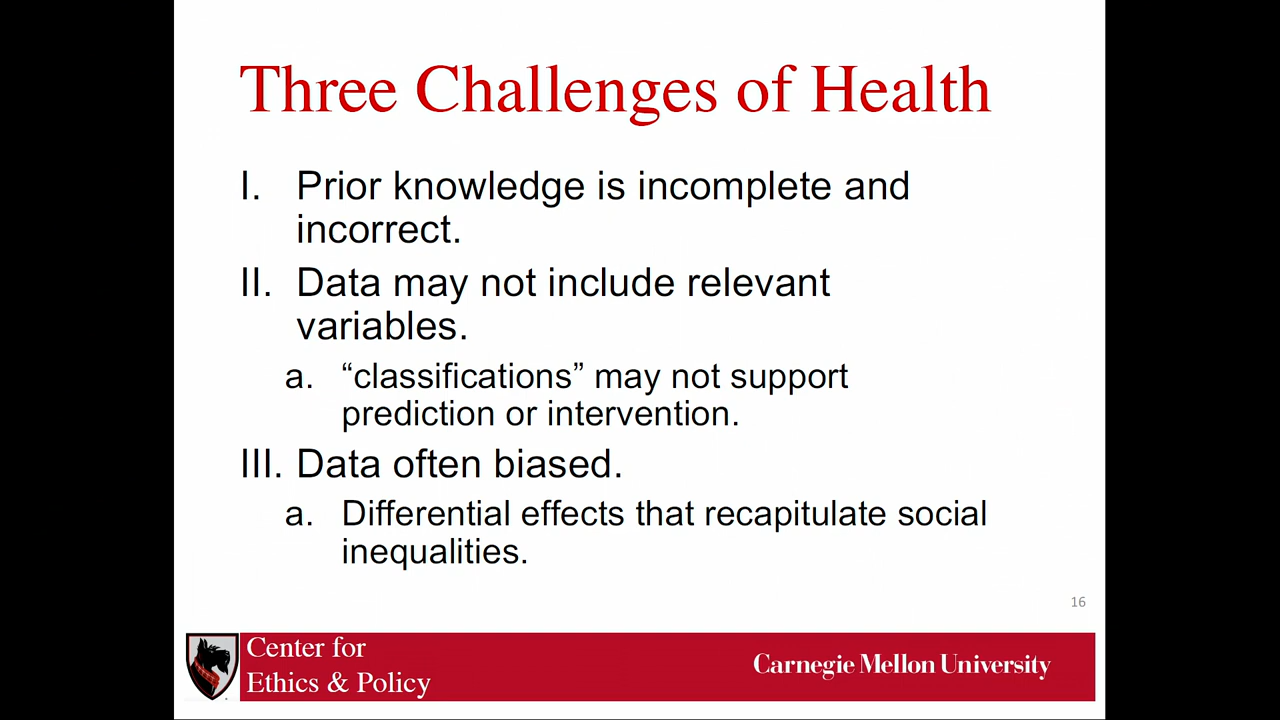 Three Challenges of Health
I. Prior knowledge is incomplete and
incorrect.
II. Data may not include relevant
variables.
a. “classifications” may not support
prediction or intervention.
III. Data often biased.
a. Differential effects that recapitulate social
inequalities.
16
Center for
Ethics & Policy
Carnegie Mellon University